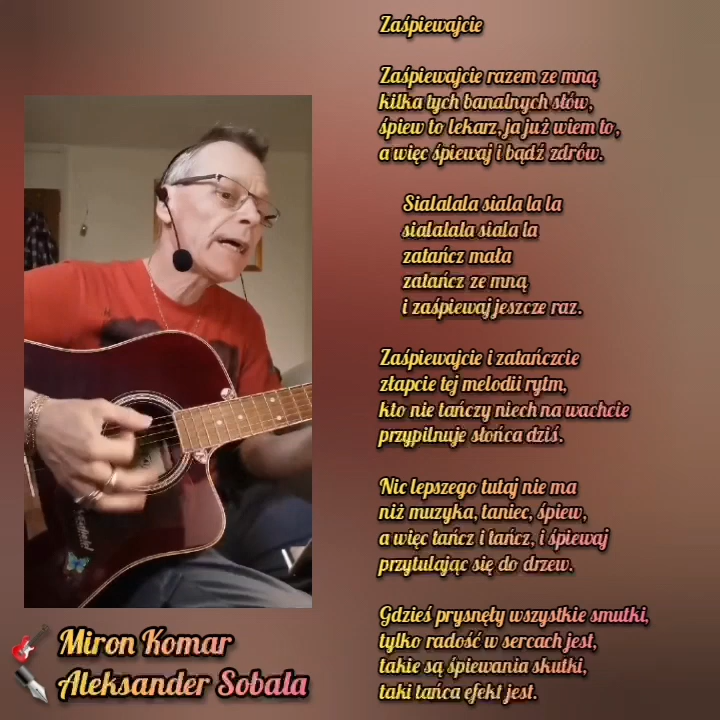 Zaśpiewajcie
Zaśpiewajcie razem ze mną
kilka tych banalnych słów,
śpiew to lekarz, ja już wiem to,
a więc śpiewaj i bądź zdrów.
Sialalala siala la la
sialalala siala la
zatańcz mała
zatańcz ze mną
i zaśpiewaj jeszcze raz.
Zaśpiewajcie i zatańczcie
złapcie tej melodii rytm,
kto nie tańczy niech na wachcie
przypilnuje słońca dziś.
Nic lepszego tutaj nie ma
niż muzyka, taniec, śpiew,
a więc tańcz i tańcz, i śpiewaj
przytulając się do drzew.
Gdzieś prysnęły wszystkie smutki,
tylko radość w sercach jest,
takie są śpiewania skutki,
taki tańca efekt jest.
Miron Komar
Aleksander Sobala